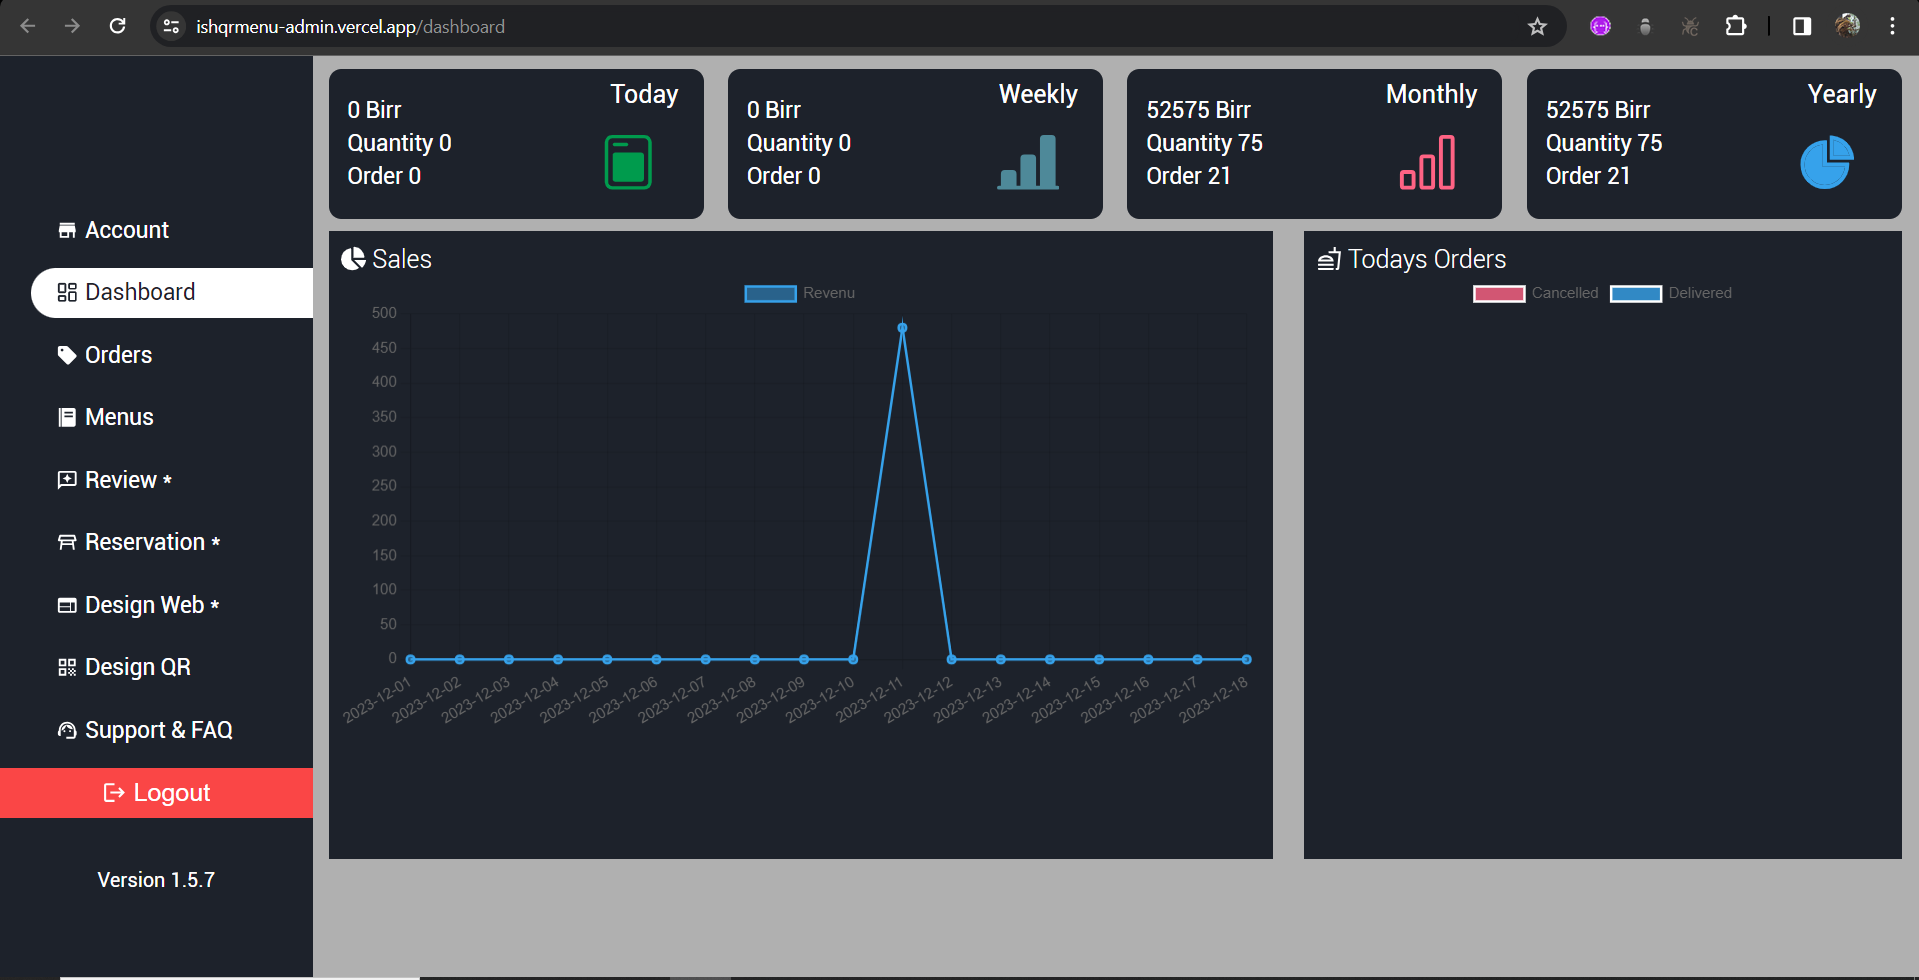 ishqrmenu-admin.vercel.app/dashboard
Account
Dashboard
Orders
Menus
Review *
Reservation *
Design Web *
Design QR
Support & FAQ
Logout
Version 1.5.7
Today
0 Birr
Quantity 0
Order 0
Weekly
0 Birr
Quantity 0
Order 0
Monthly
52575 Birr
Quantity 75
Order 21
Yearly
52575 Birr
Quantity 75
Order 21
Sales
Revenu
500
450
400
350
300
250
200
150
100
50
0
2023-12-01
2023-12-02
2023-12-03
2023-12-04
2023-12-05
2023-12-06
2023-12-07
2023-12-08
2023-12-09
2023-12-10
2023-12-11
2023-12-12
2023-12-13
2023-12-14
2023-12-15
2023-12-16
2023-12-17
2023-12-18
Todays Orders
Cancelled Delivered